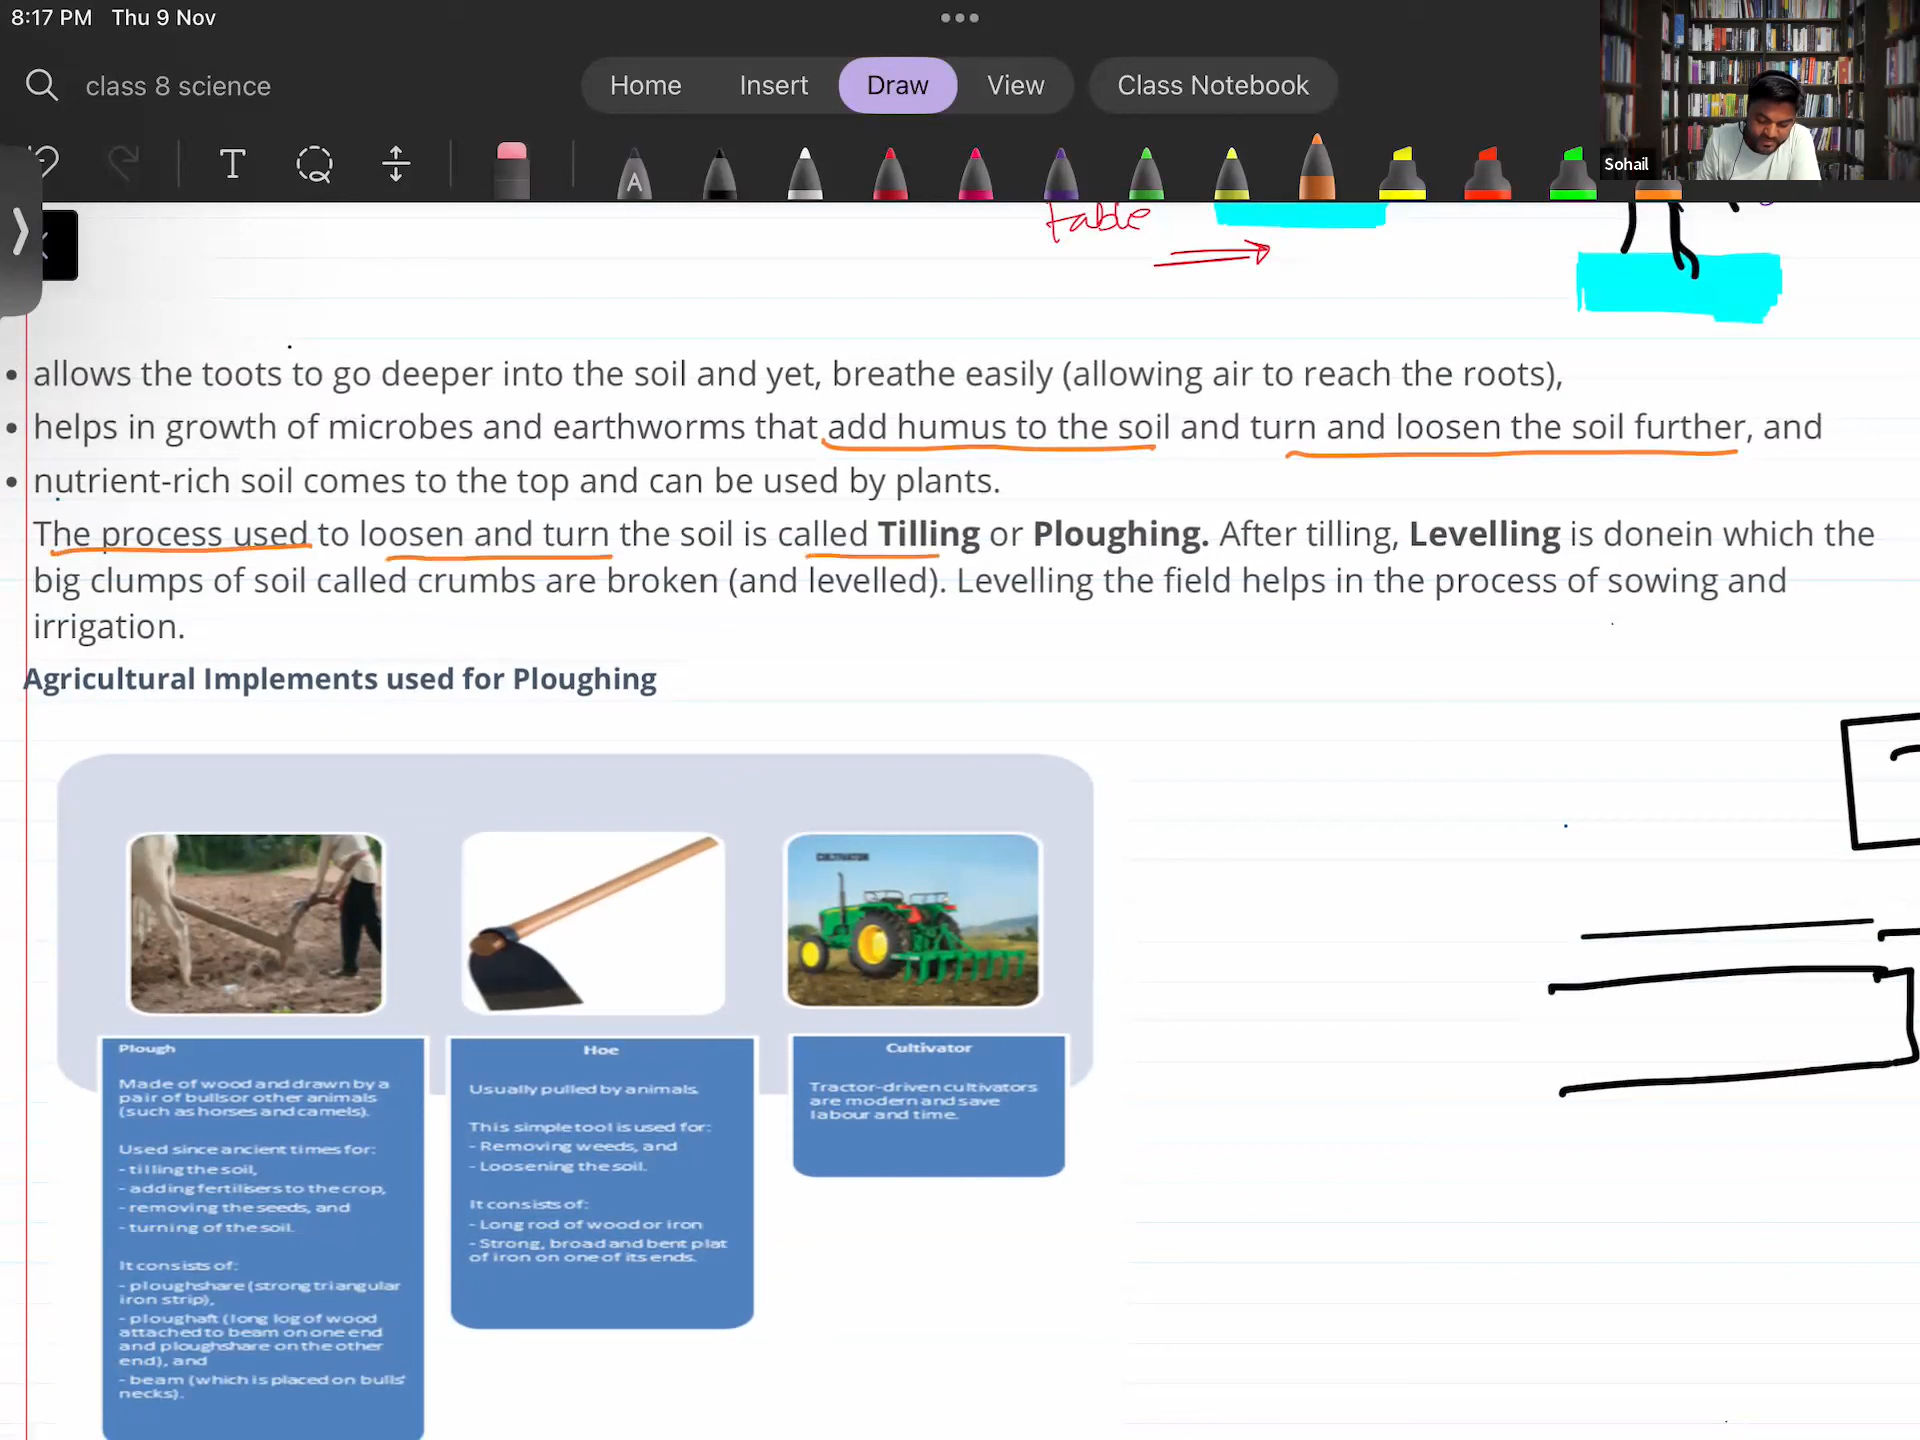 8:17 PM Thu 9 Nov
class 8 science
Home Insert Draw View Class Notebook
T
A
Sohail
table
• allows the toots to go deeper into the soil and yet, breathe easily (allowing air to reach the roots),
• helps in growth of microbes and earthworms that add humus to the soil and turn and loosen the soil further, and
• nutrient-rich soil comes to the top and can be used by plants.
The process used to loosen and turn the soil is called Tilling or Ploughing. After tilling, Levelling is donein which the
big clumps of soil called crumbs are broken (and levelled). Levelling the field helps in the process of sowing and
irrigation.
Agricultural Implements used for Ploughing
CULTIVATOR
Plough
Made of wood and drawn by a
pair of bulls or other animals
(such as horses and camels).
Used since ancient times for:
- tilling the soil,
- adding fertilisers to the crop,
- removing the seeds, and
- turning of the soil.
It consists of:
- ploughshare (strong triangular
iron strip),
- ploughaft (long log of wood
attached to beam on one end
and ploughshare on the other
end), and
- beam (which is placed on bulls'
necks).
Hoe
Usually pulled by animals.
This simple tool is used for:
- Removing weeds, and
- Loosening the soil.
It consists of:
- Long rod of wood or iron
- Strong, broad and bent plat
of iron on one of its ends.
Cultivator
Tractor-driven cultivators
are modern and save
labour and time.